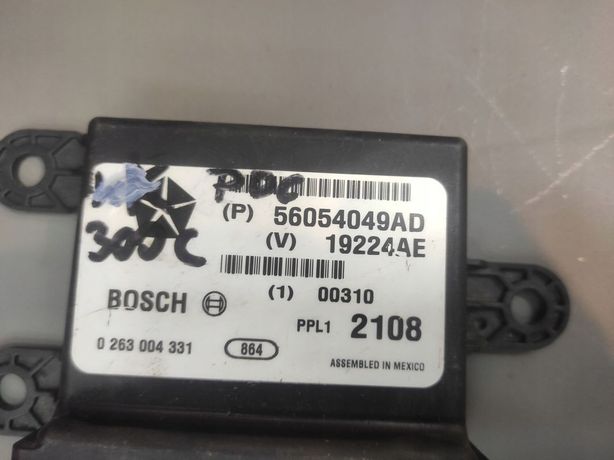 PDC
(P) 56054049AD
300C
(V) 19224AE
(1) 00310
BOSCH
PPL1 2108
0 263 004 331 864
ASSEMBLED IN MEXICO